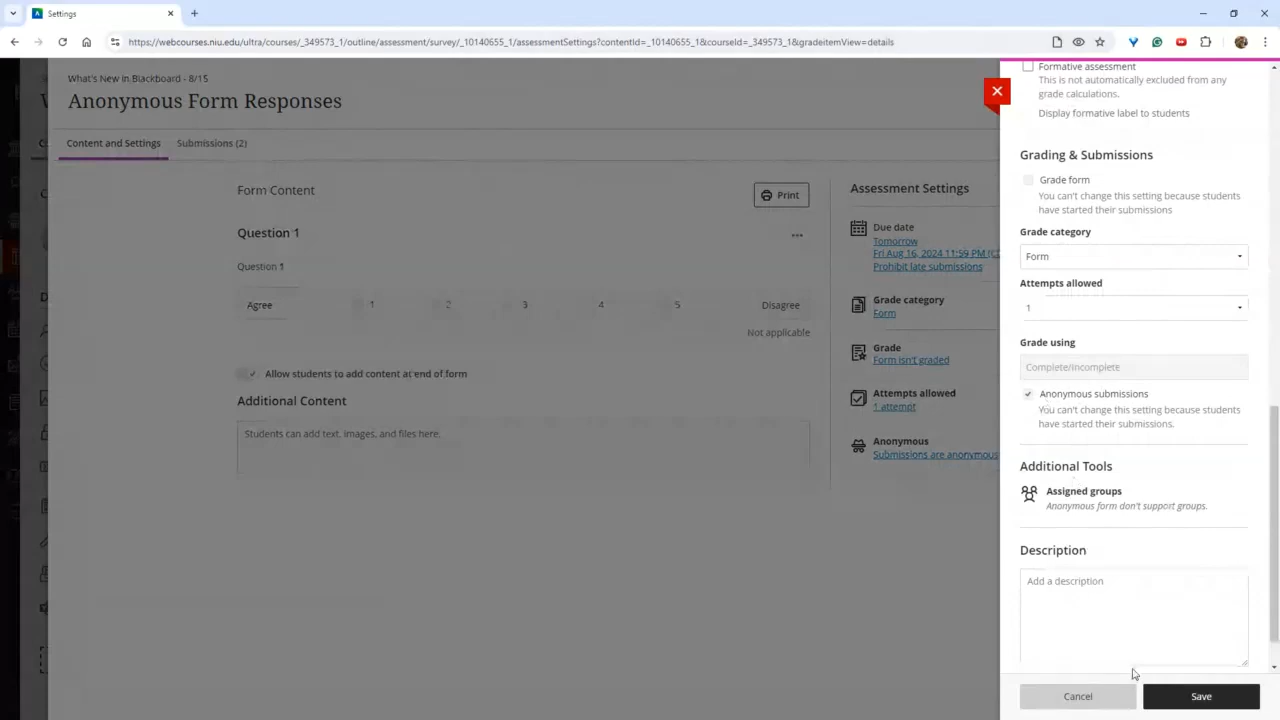 Settings
https://webcourses.niu.edu/ultra/courses/_349573_1/outline/assessment/survey/_10140655_1/assessmentSettings?contentId=_10140655_1&courseId=_349573_1&gradeitemView=details
What's New in Blackboard - 8/15
Anonymous Form Responses
Content and Settings
Submissions (2)
Form Content
Print
Question 1
Question 1
Agree
1
2
3
4
5
Disagree
Not applicable
Allow students to add content at end of form
Additional Content
Students can add text, images, and files here.
Assessment Settings
Due date
Tomorrow
Fri Aug 16, 2024 11:59 PM (C
Prohibit late submissions
Grade category
Form
Grade
Form isn't graded
Attempts allowed
1 attempt
Anonymous
Submissions are anonymous
Formative assessment
This is not automatically excluded from any
grade calculations.
Display formative label to students
Grading & Submissions
Grade form
You can't change this setting because students
have started their submissions
Grade category
Form
Attempts allowed
1
Grade using
Complete/Incomplete
Anonymous submissions
You can't change this setting because students
have started their submissions.
Additional Tools
Assigned groups
Anonymous form don't support groups.
Description
Add a description
Cancel
Save